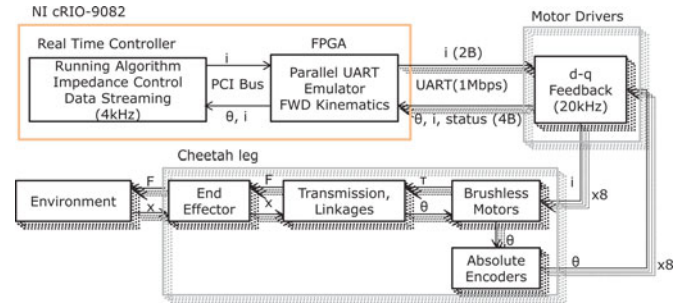 NI cRIO-9082
Motor Drivers
Real Time Controller
FPGA
Running Algorithm
Impedance Control
Data Streaming
(4kHz)
i
PCI Bus
θ, i
Parallel UART
Emulator
FWD Kinematics
i (2B)
UART(1Mbps)
θ, i, status (4B)
d-q
Feedback
(20kHz)
Cheetah leg
i
x8
Environment
F
x
End
Effector
F
x
Transmission,
Linkages
τ
θ
Brushless
Motors
θ
Absolute
Encoders
θ
x8